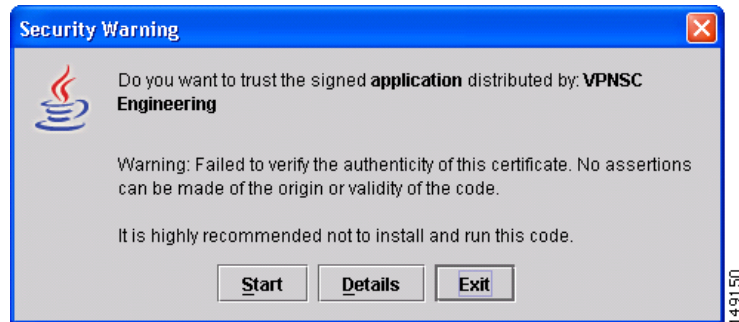 Security Warning
Do you want to trust the signed application distributed by: VPNSC
Engineering
Warning: Failed to verify the authenticity of this certificate. No assertions
can be made of the origin or validity of the code.
It is highly recommended not to install and run this code.
Start Details Exit
149150